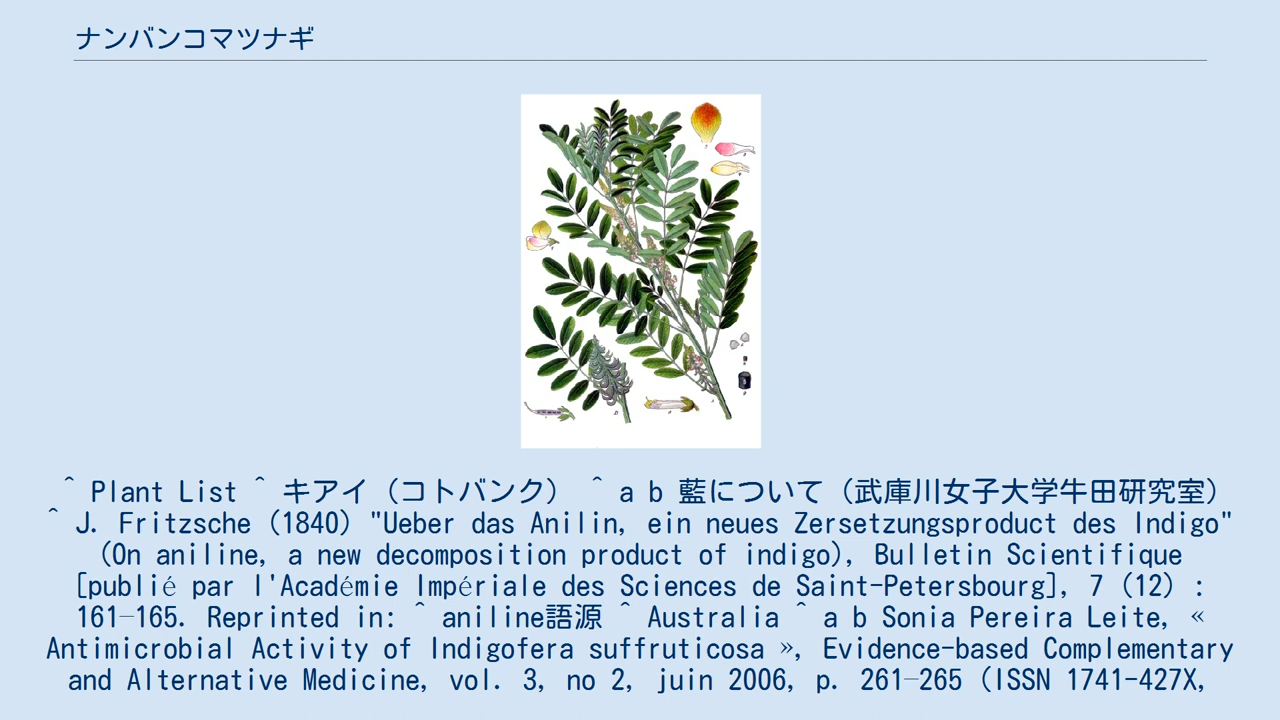 ナンバンコマツナギ
^ Plant List ^ キアイ（コトバンク） ^ a b 藍について（武庫川女子大学牛田研究室）
^ J. Fritzsche (1840) "Ueber das Anilin, ein neues Zersetzungsproduct des Indigo"
(On aniline, a new decomposition product of indigo), Bulletin Scientifique
[publié par l'Académie Impériale des Sciences de Saint-Petersbourg], 7 (12) :
161–165. Reprinted in: ^ aniline語源 ^ Australia ^ a b Sonia Pereira Leite, «
Antimicrobial Activity of Indigofera suffruticosa », Evidence-based Complementary
and Alternative Medicine, vol. 3, no 2, juin 2006, p. 261–265 (ISSN 1741-427X,